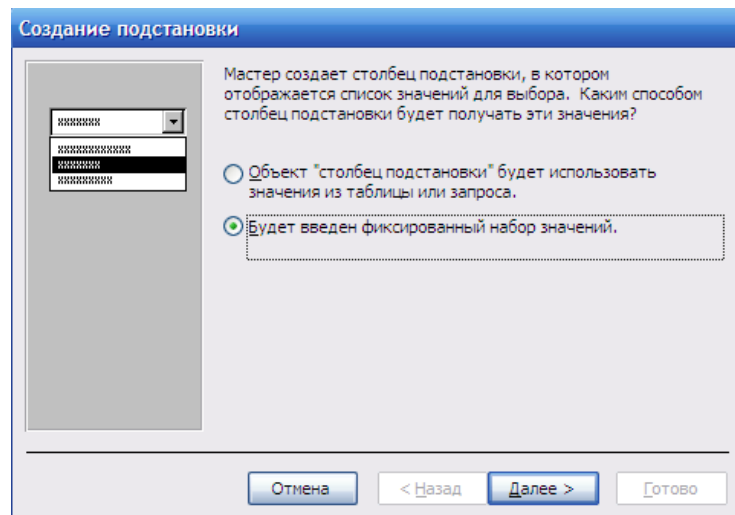 Создание подстановки
Мастер создает столбец подстановки, в котором
отображается список значений для выбора. Каким способом
столбец подстановки будет получать эти значения?
Объект "столбец подстановки" будет использовать
значения из таблицы или запроса.
Будет введен фиксированный набор значений.
Отмена
< Назад
Далее >
Готово